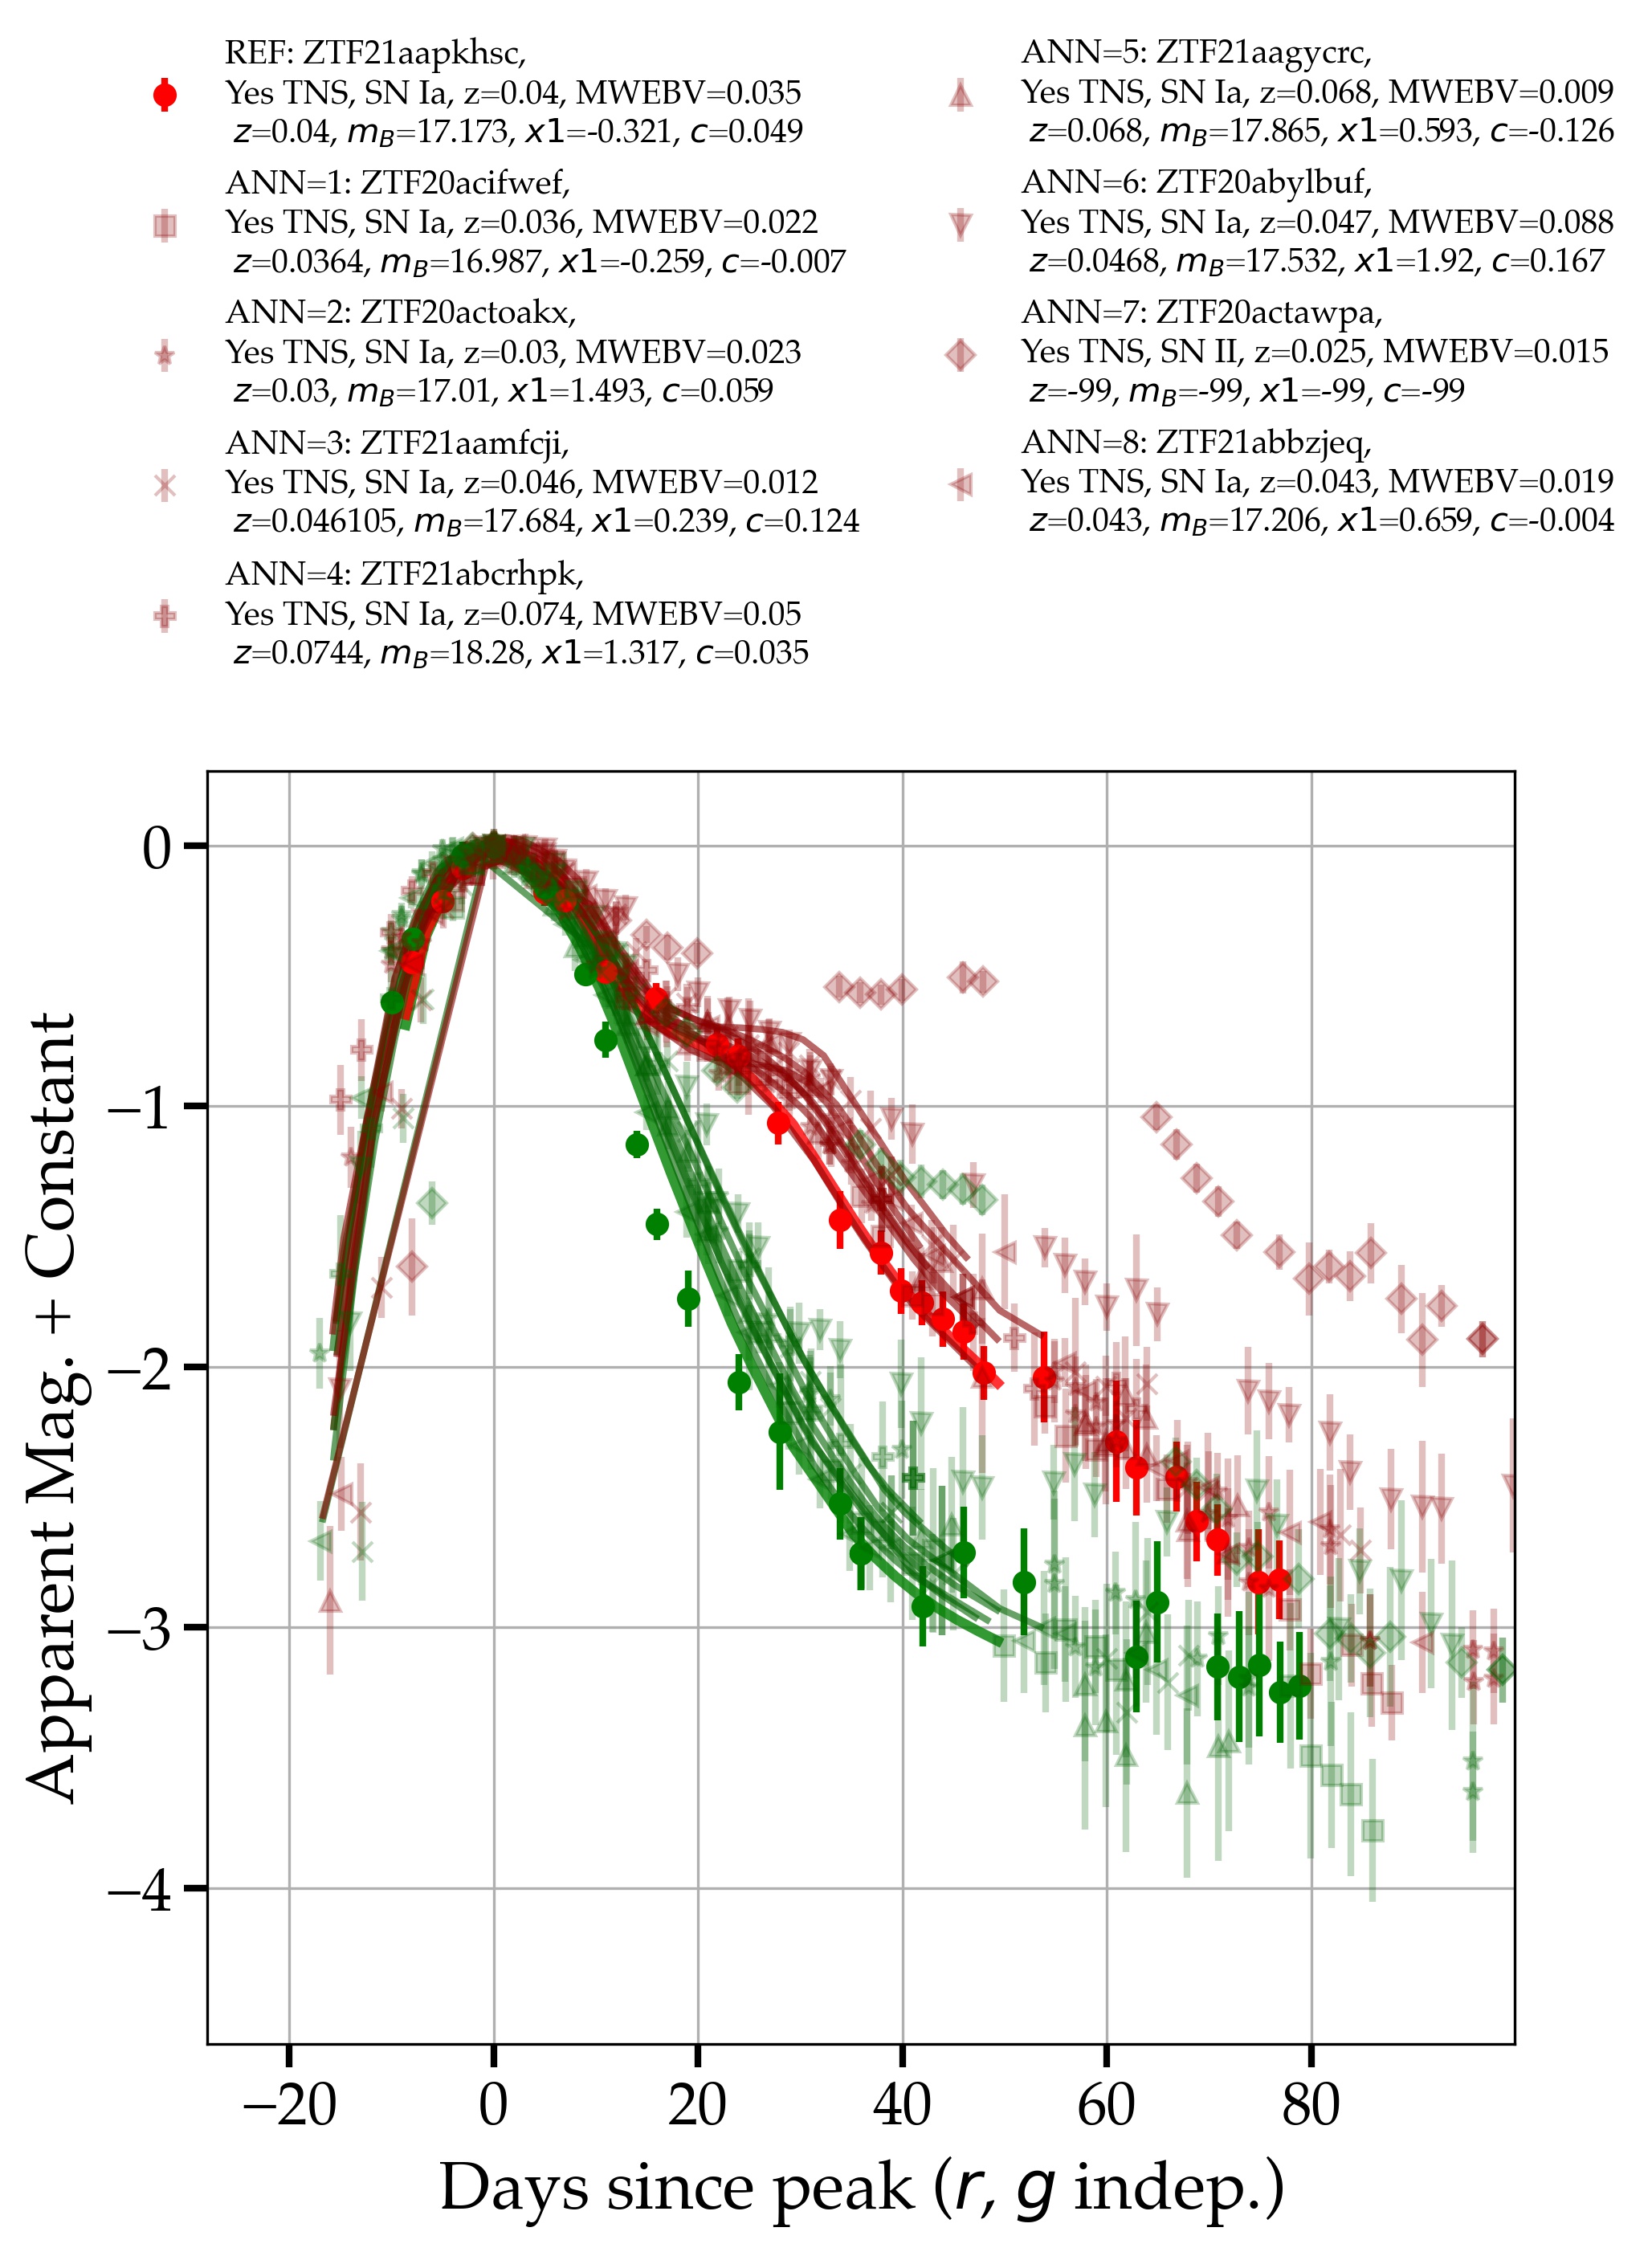 REF: ZTF21aapkhsc,
Yes TNS, SN Ia, z=0.04, MWEBV=0.035
z=0.04, mB=17.173, x1=-0.321, c=0.049
ANN=1: ZTF20acifwef,
Yes TNS, SN Ia, z=0.036, MWEBV=0.022
z=0.0364, mB=16.987, x1=-0.259, c=-0.007
ANN=2: ZTF20actoakx,
Yes TNS, SN Ia, z=0.03, MWEBV=0.023
z=0.03, mB=17.01, x1=1.493, c=0.059
ANN=3: ZTF21aamfcji,
Yes TNS, SN Ia, z=0.046, MWEBV=0.012
z=0.046105, mB=17.684, x1=0.239, c=0.124
ANN=4: ZTF21abcrhpk,
Yes TNS, SN Ia, z=0.074, MWEBV=0.05
z=0.0744, mB=18.28, x1=1.317, c=0.035
ANN=5: ZTF21aagycrc,
Yes TNS, SN Ia, z=0.068, MWEBV=0.009
z=0.068, mB=17.865, x1=0.593, c=-0.126
ANN=6: ZTF20abylbuf,
Yes TNS, SN Ia, z=0.047, MWEBV=0.088
z=0.0468, mB=17.532, x1=1.92, c=0.167
ANN=7: ZTF20actawpa,
Yes TNS, SN II, z=0.025, MWEBV=0.015
z=-99, mB=-99, x1=-99, c=-99
ANN=8: ZTF21abbzjeq,
Yes TNS, SN Ia, z=0.043, MWEBV=0.019
z=0.043, mB=17.206, x1=0.659, c=-0.004
Apparent Mag. + Constant
0
−1
−2
−3
−4
−20 0 20 40 60 80
Days since peak (r, g indep.)